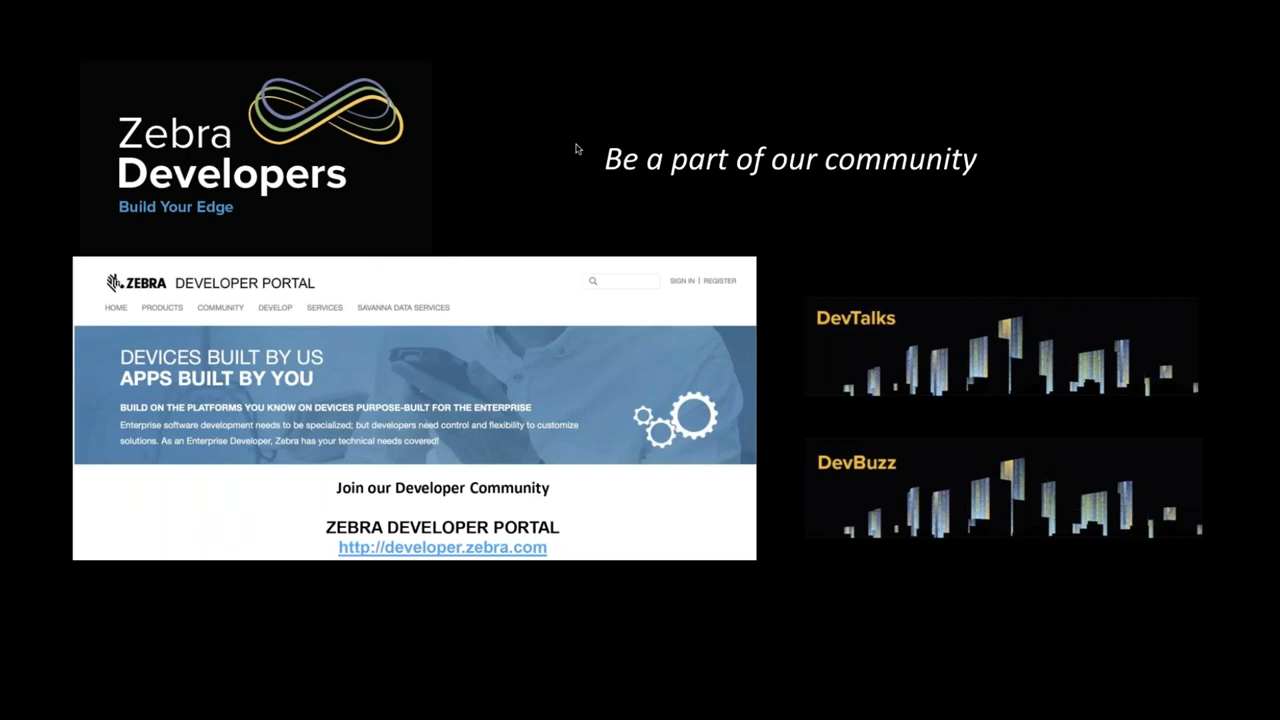 Zebra
Developers
Build Your Edge
Be a part of our community
ZEBRA DEVELOPER PORTAL
SIGN IN | REGISTER
HOME PRODUCTS COMMUNITY DEVELOP SERVICES SAVANNA DATA SERVICES
DEVICES BUILT BY US
APPS BUILT BY YOU
BUILD ON THE PLATFORMS YOU KNOW ON DEVICES PURPOSE-BUILT FOR THE ENTERPRISE
Enterprise software development needs to be specialized; but developers need control and flexibility to customize
solutions. As an Enterprise Developer, Zebra has your technical needs covered!
Join our Developer Community
ZEBRA DEVELOPER PORTAL
http://developer.zebra.com
DevTalks
DevBuzz